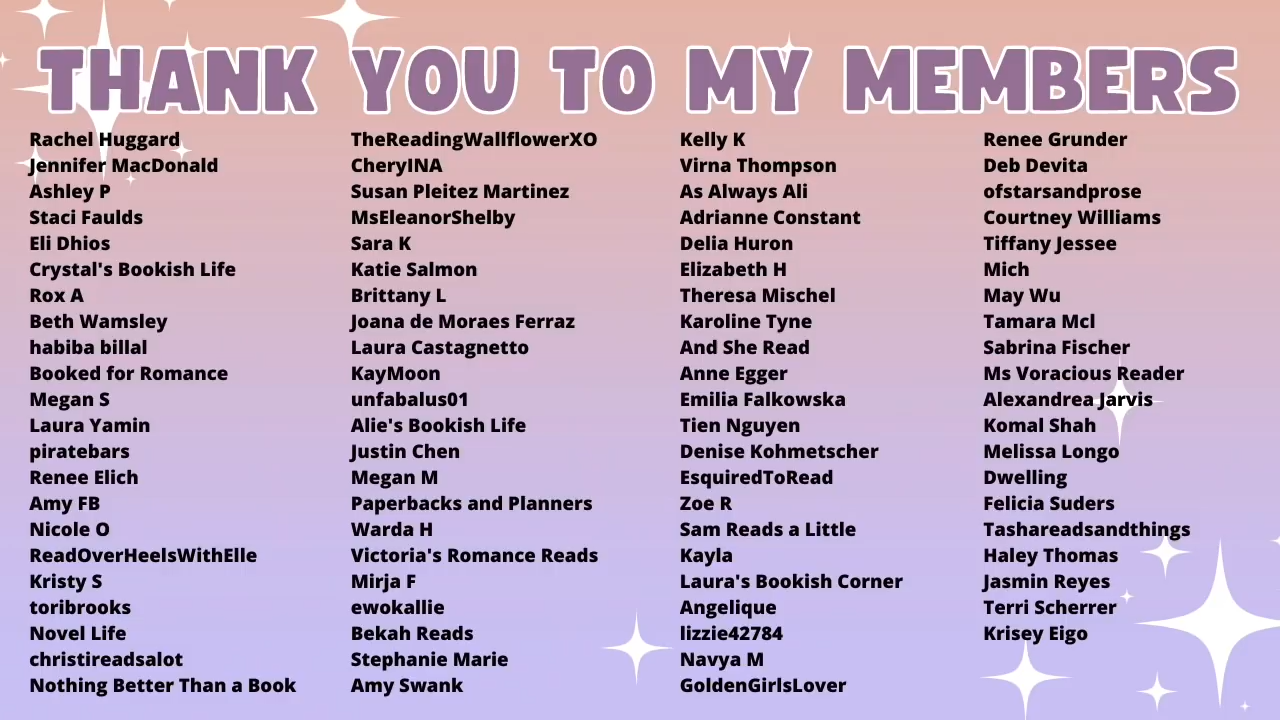 THANK YOU TO MY MEMBERS
Rachel Huggard
Jennifer MacDonald
Ashley P
Staci Faulds
Eli Dhios
Crystal's Bookish Life
Rox A
Beth Wamsley
habiba billal
Booked for Romance
Megan S
Laura Yamin
piratebars
Renee Elich
Amy FB
Nicole O
ReadOverHeelsWithElle
Kristy S
toribrooks
Novel Life
christireadsalot
Nothing Better Than a Book
TheReadingWallflowerXO
CheryINA
Susan Pleitez Martinez
MsEleanorShelby
Sara K
Katie Salmon
Brittany L
Joana de Moraes Ferraz
Laura Castagnetto
KayMoon
unfabalus01
Alie's Bookish Life
Justin Chen
Megan M
Paperbacks and Planners
Warda H
Victoria's Romance Reads
Mirja F
ewokallie
Bekah Reads
Stephanie Marie
Amy Swank
Kelly K
Virna Thompson
As Always Ali
Adrianne Constant
Delia Huron
Elizabeth H
Theresa Mischel
Karoline Tyne
And She Read
Anne Egger
Emilia Falkowska
Tien Nguyen
Denise Kohmetscher
EsquiredToRead
Zoe R
Sam Reads a Little
Kayla
Laura's Bookish Corner
Angelique
lizzie42784
Navya M
GoldenGirlsLover
Renee Grunder
Deb Devita
ofstarsandprose
Courtney Williams
Tiffany Jessee
Mich
May Wu
Tamara Mcl
Sabrina Fischer
Ms Voracious Reader
Alexandrea Jarvis
Komal Shah
Melissa Longo
Dwelling
Felicia Suders
Tashareadsandthings
Haley Thomas
Jasmin Reyes
Terri Scherrer
Krisey Eigo